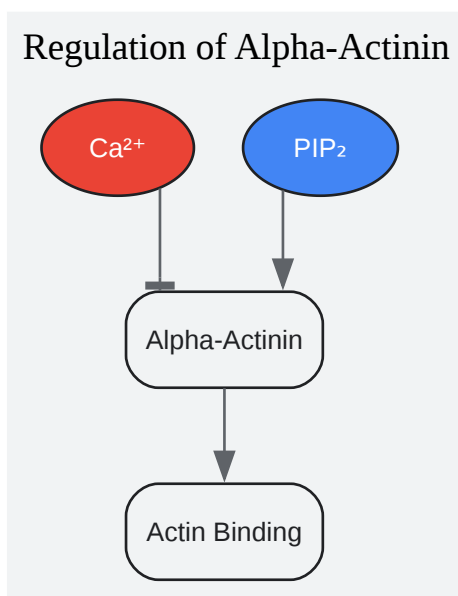 Regulation of Alpha-Actinin
Ca²⁺
PIP₂
Alpha-Actinin
Actin Binding